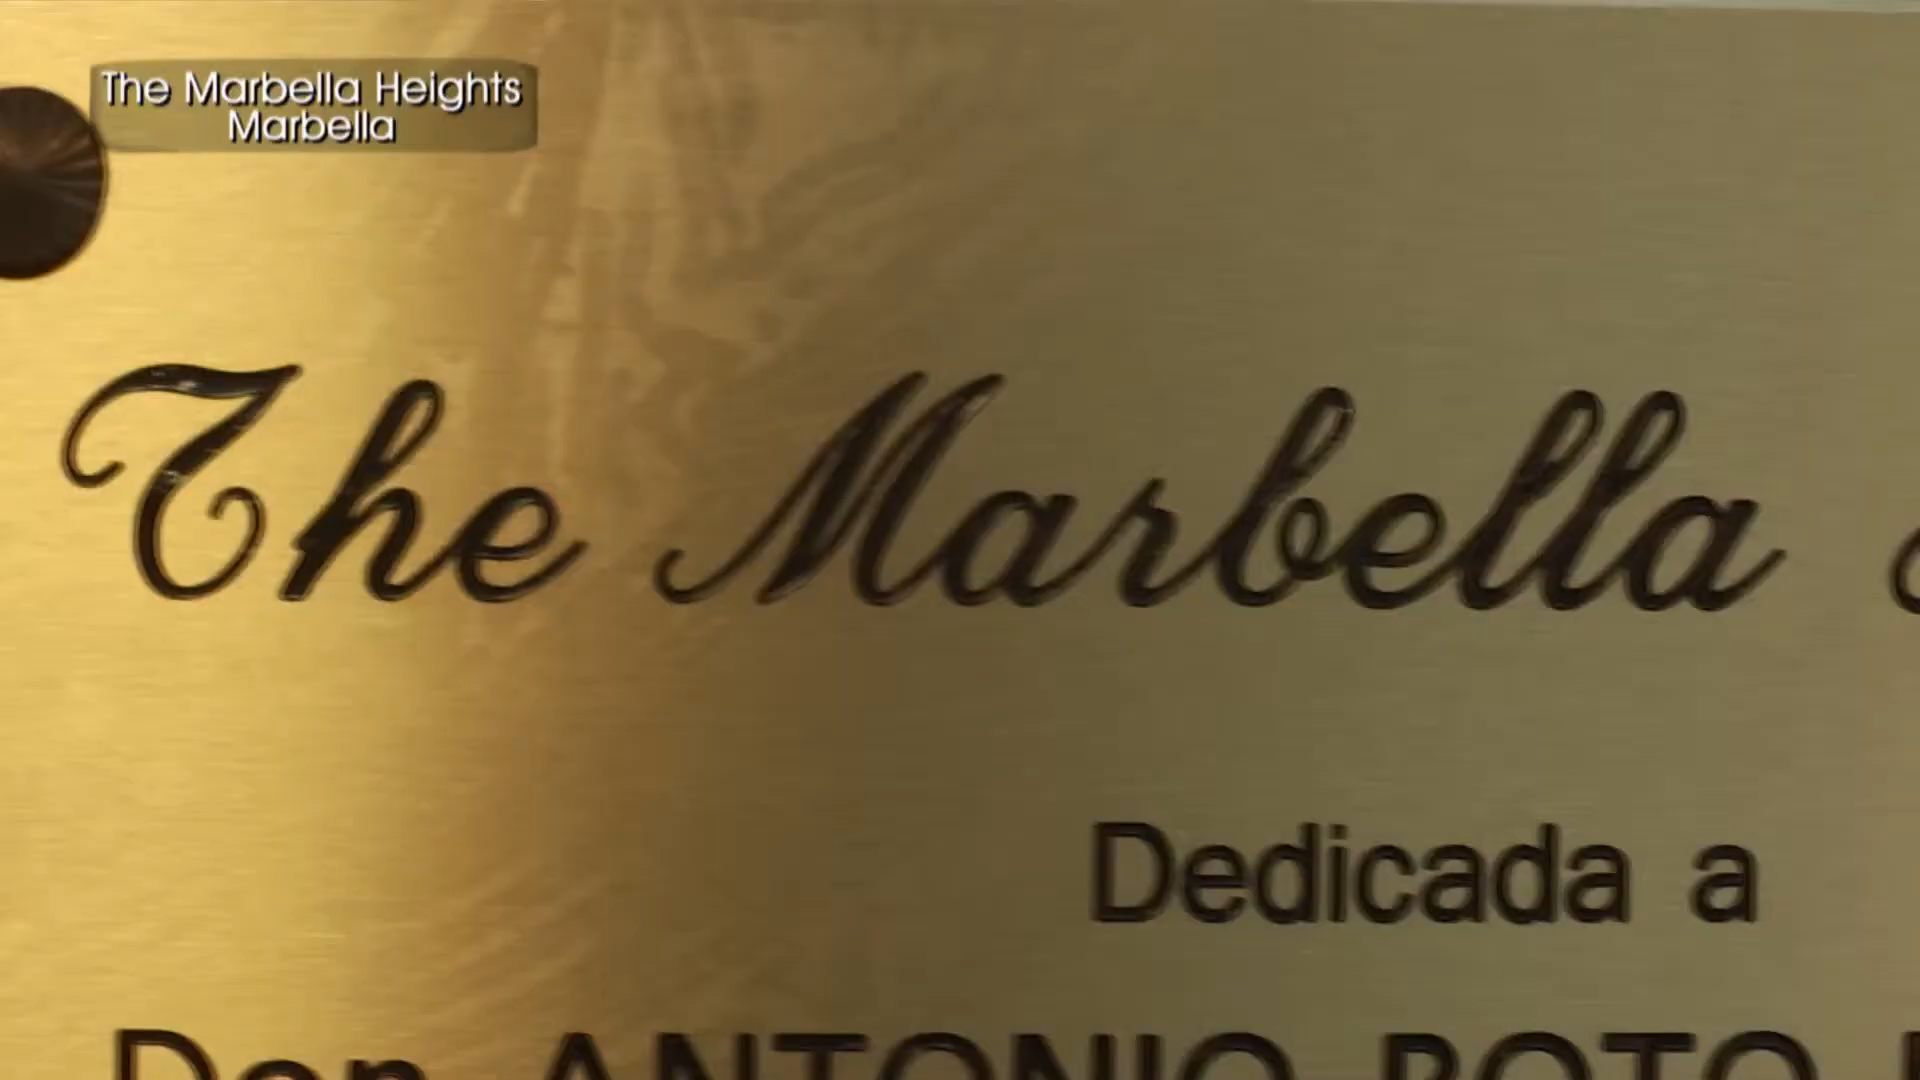 The Marbella Heights
Marbella
The Marbella
Dedicada a
Don ANTONIO BOTO